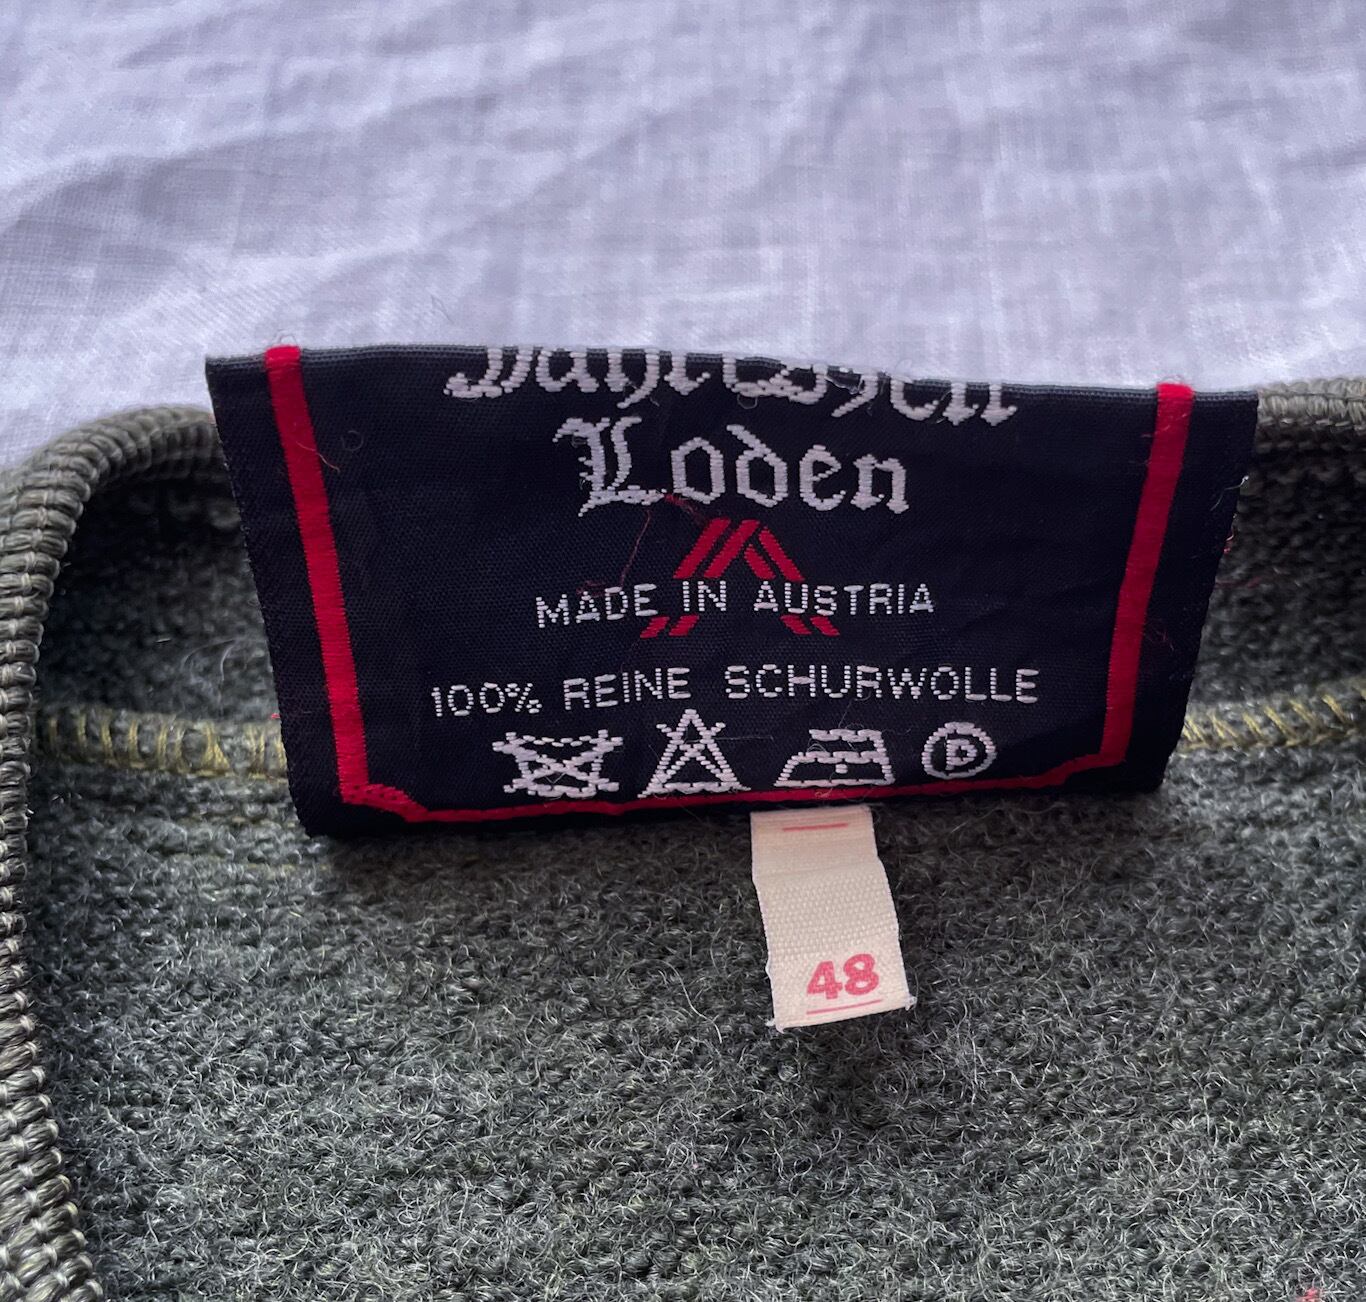 Loden
MADE IN AUSTRIA
100% REINE SCHURWOLLE
P
48